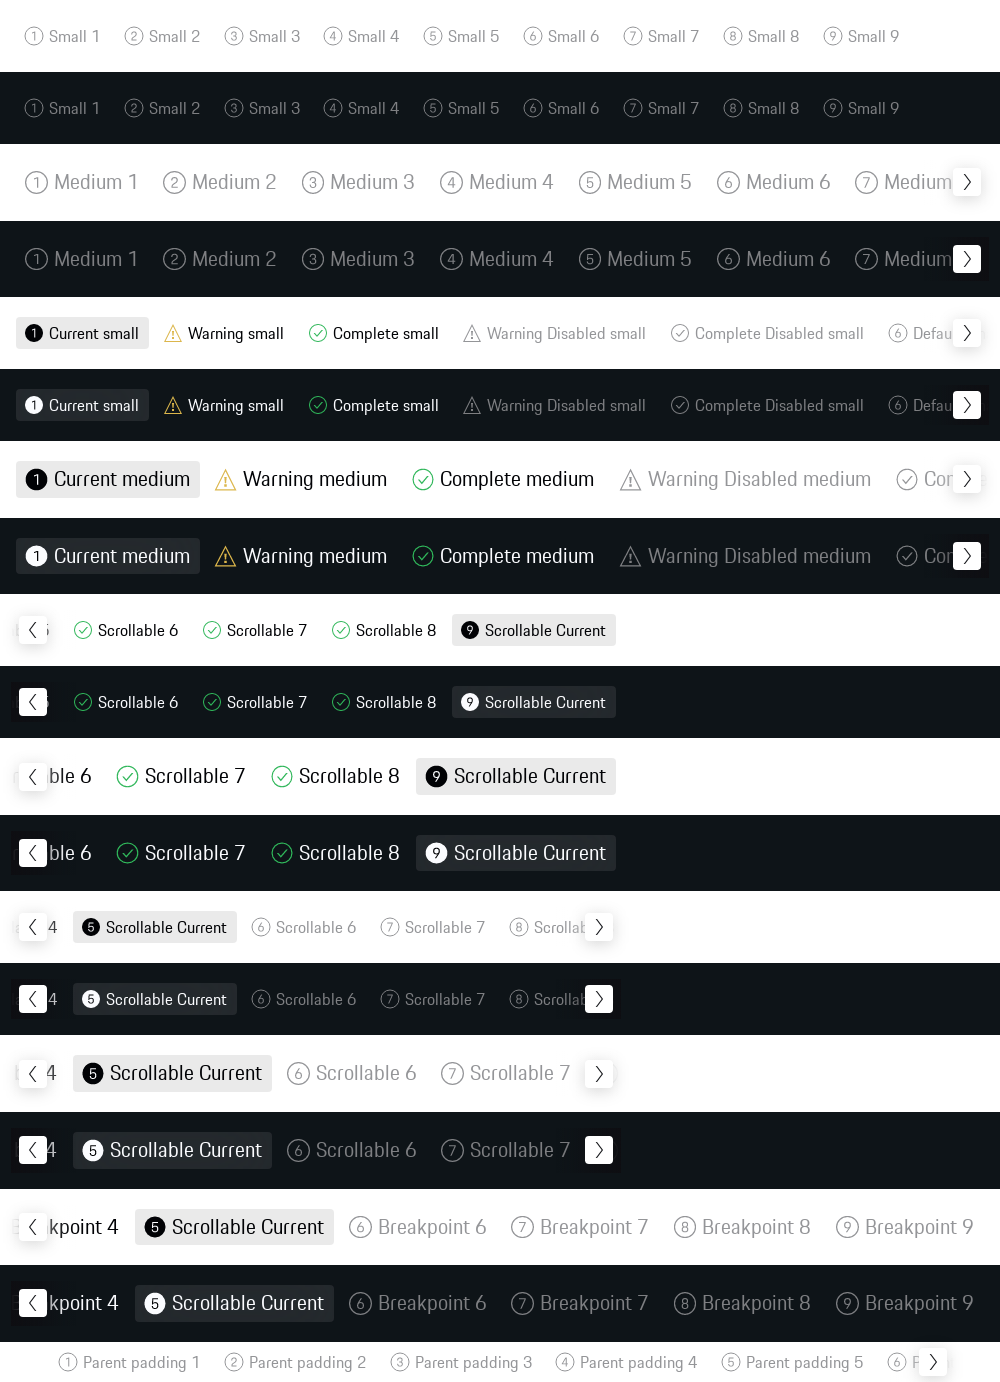 1 Small 1 2 Small 2 3 Small 3 4 Small 4 5 Small 5 6 Small 6 7 Small 7 8 Small 8 9 Small 9
1 Small 1 2 Small 2 3 Small 3 4 Small 4 5 Small 5 6 Small 6 7 Small 7 8 Small 8 9 Small 9
1 Medium 1 2 Medium 2 3 Medium 3 4 Medium 4 5 Medium 5 6 Medium 6 7 Medium
1 Medium 1 2 Medium 2 3 Medium 3 4 Medium 4 5 Medium 5 6 Medium 6 7 Medium
1 Current small Warning small Complete small Warning Disabled small Complete Disabled small 6 Defau
1 Current small Warning small Complete small Warning Disabled small Complete Disabled small 6 Defau
1 Current medium Warning medium Complete medium Warning Disabled medium Con
1 Current medium Warning medium Complete medium Warning Disabled medium Con
Scrollable 6 Scrollable 7 Scrollable 8 9 Scrollable Current
Scrollable 6 Scrollable 7 Scrollable 8 9 Scrollable Current
ble 6 Scrollable 7 Scrollable 8 9 Scrollable Current
ble 6 Scrollable 7 Scrollable 8 9 Scrollable Current
4 5 Scrollable Current 6 Scrollable 6 7 Scrollable 7 8 Scrollab
4 5 Scrollable Current 6 Scrollable 6 7 Scrollable 7 8 Scrollab
4 5 Scrollable Current 6 Scrollable 6 7 Scrollable 7
4 5 Scrollable Current 6 Scrollable 6 7 Scrollable 7
kpoint 4 5 Scrollable Current 6 Breakpoint 6 7 Breakpoint 7 8 Breakpoint 8 9 Breakpoint 9
kpoint 4 5 Scrollable Current 6 Breakpoint 6 7 Breakpoint 7 8 Breakpoint 8 9 Breakpoint 9
1 Parent padding 1 2 Parent padding 2 3 Parent padding 3 4 Parent padding 4 5 Parent padding 5 6